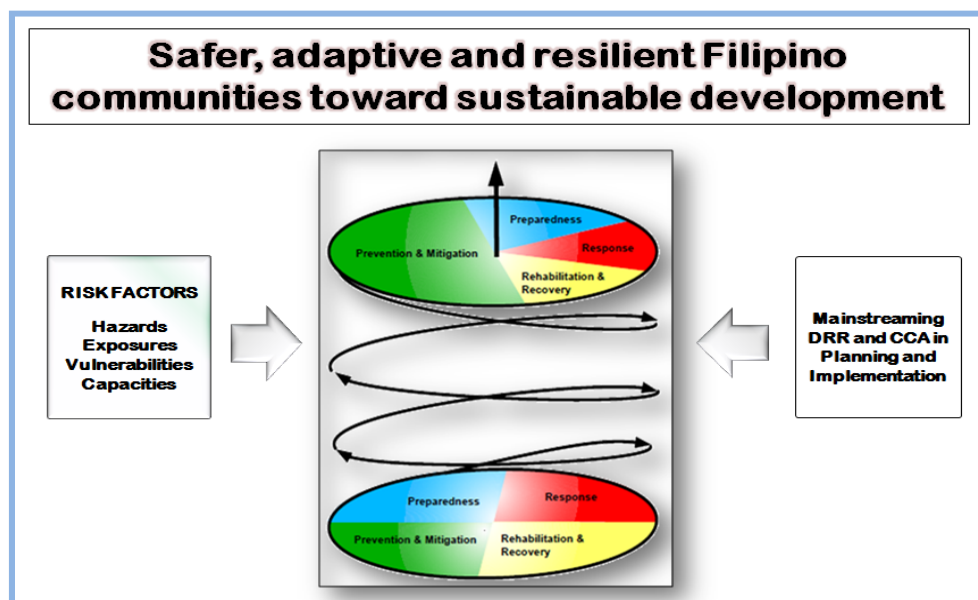 Safer, adaptive and resilient Filipino
communities toward sustainable development
Preparedness
Prevention & Mitigation
Response
Rehabilitation &
Recovery
RISK FACTORS
Hazards
Exposures
Vulnerabilities
Capacities
Mainstreaming
DRR and CCA in
Planning and
Implementation
Preparedness
Response
Prevention & Mitigation
Rehabilitation &
Recovery